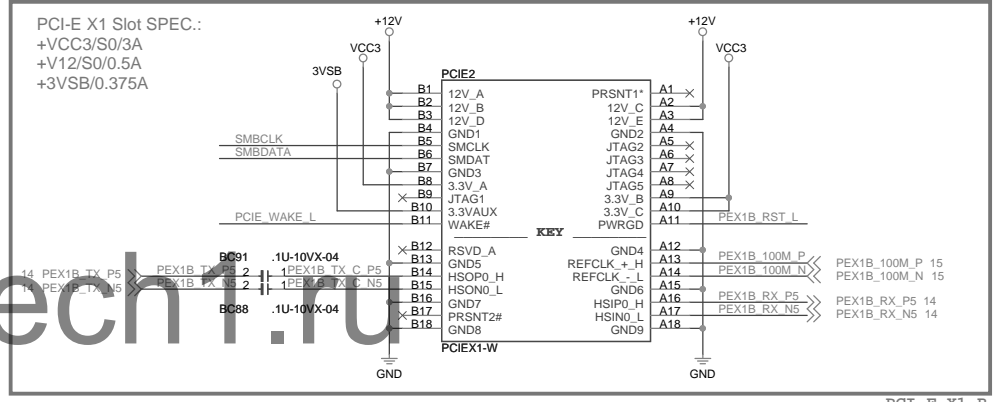 PCI-E X1 Slot SPEC.:
+VCC3/S0/3A
+V12/S0/0.5A
+3VSB/0.375A
+12V
VCC3
3VSB
+12V
VCC3
PCIE2
B1 12V_A PRSNT1* A1
B2 12V_B 12V_C A2
B3 12V_D 12V_E A3
B4 GND1 GND2 A4
SMBCLK B5 SMCLK JTAG2 A5
SMBDATA B6 SMDAT JTAG3 A6
B7 GND3 JTAG4 A7
B8 3.3V_A JTAG5 A8
B9 JTAG1 3.3V_B A9
B10 3.3VAUX 3.3V_C A10
PCIE_WAKE_L B11 WAKE# PWRGD A11 PEX1B_RST_L
KEY
B12 RSVD_A GND4 A12
BC91 .1U-10VX-04
B13 GND5 REFCLK_+_H A13 PEX1B_100M_P PEX1B_100M_P 15
14 PEX1B_TX_P5 PEX1B_TX_P5 2 1 PEX1B_TX_C_P5 B14 HSOP0_H REFCLK_-_L A14 PEX1B_100M_N PEX1B_100M_N 15
14 PEX1B_TX_N5 PEX1B_TX_N5 2 1 PEX1B_TX_C_N5 B15 HSON0_L GND6 A15
B16 GND7 HSIP0_H A16 PEX1B_RX_P5 PEX1B_RX_P5 14
BC88 .1U-10VX-04
B17 PRSNT2# HSIN0_L A17 PEX1B_RX_N5 PEX1B_RX_N5 14
B18 GND8 GND9 A18
PCIEX1-W
GND
GND
ech1.ru